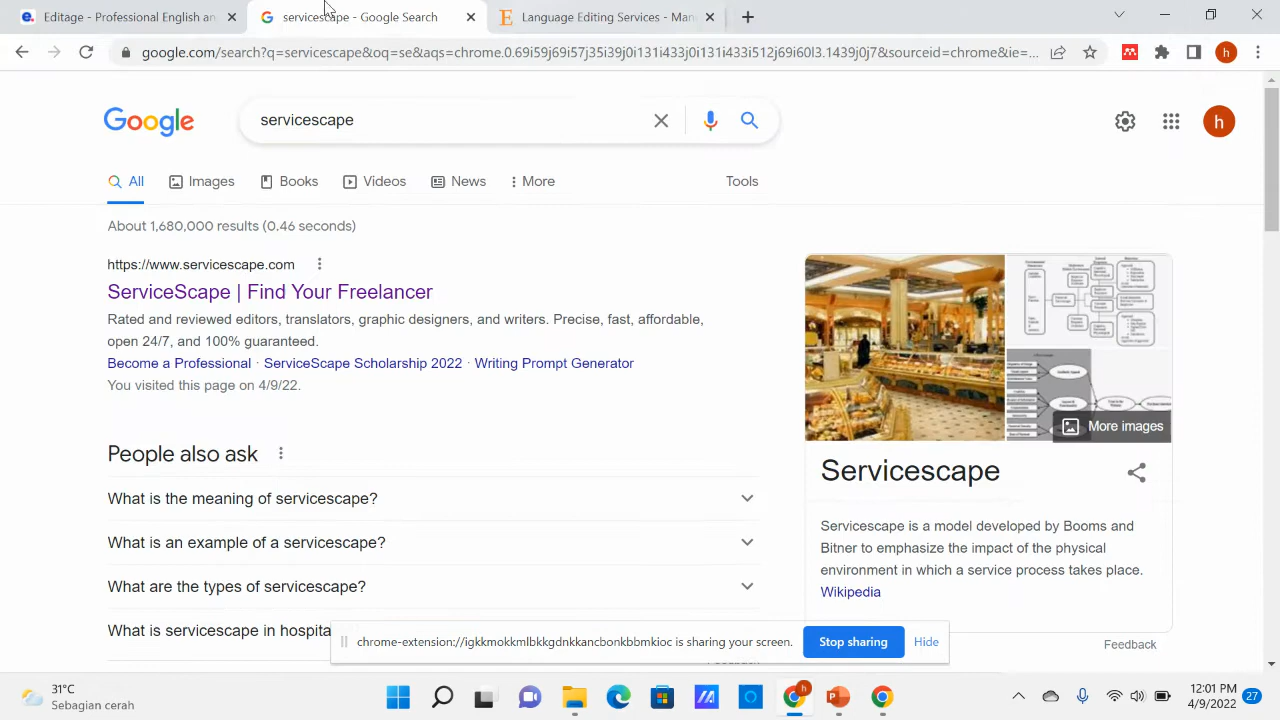 Editage - Professional English an
servicescape - Google Search
Language Editing Services - Man
google.com/search?q=servicescape&oq=se&aqs=chrome.0.69i59j69i57j35i39j0i131i433j0i131i433i512j69i60l3.1439j0j7&sourceid=chrome&ie=...
h
Google
servicescape
h
All
Images
Books
Videos
News
More
Tools
About 1,680,000 results (0.46 seconds)
https://www.servicescape.com
ServiceScape | Find Your Freelancer
Rated and reviewed editors, translators, graphic designers, and writers. Precise, fast, affordable
open 24/7, and 100% guaranteed.
Become a Professional · ServiceScape Scholarship 2022 · Writing Prompt Generator
You visited this page on 4/9/22.
People also ask
What is the meaning of servicescape?
What is an example of a servicescape?
What are the types of servicescape?
What is servicescape in hospita
More images
Servicescape
Servicescape is a model developed by Booms and
Bitner to emphasize the impact of the physical
environment in which a service process takes place.
Wikipedia
Feedback
chrome-extension://igkkmokkmlbkkgdnkkancbonkbbmkioc is sharing your screen.
Stop sharing
Hide
31°C
Sebagian cerah
12:01 PM
4/9/2022
27